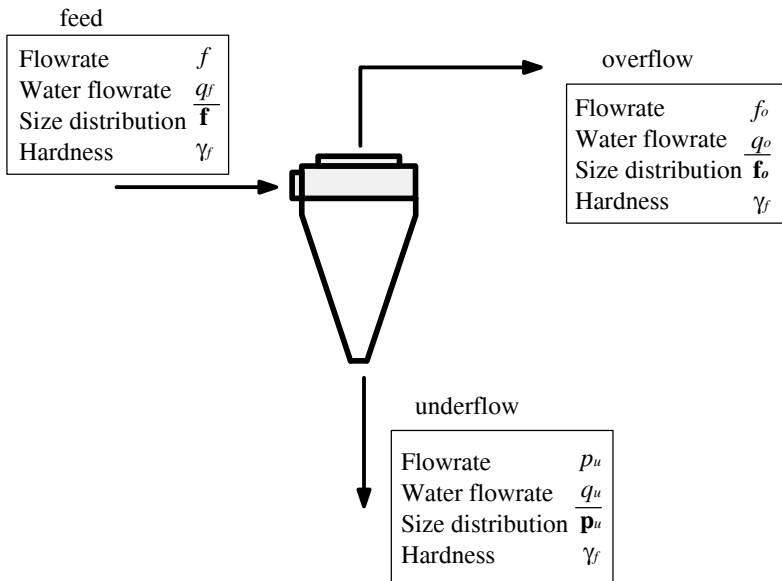 feed
Flowrate f
Water flowrate q_f
Size distribution f
Hardness γ_f
overflow
Flowrate f_o
Water flowrate q_o
Size distribution f_o
Hardness γ_f
underflow
Flowrate p_u
Water flowrate q_u
Size distribution p_u
Hardness γ_f